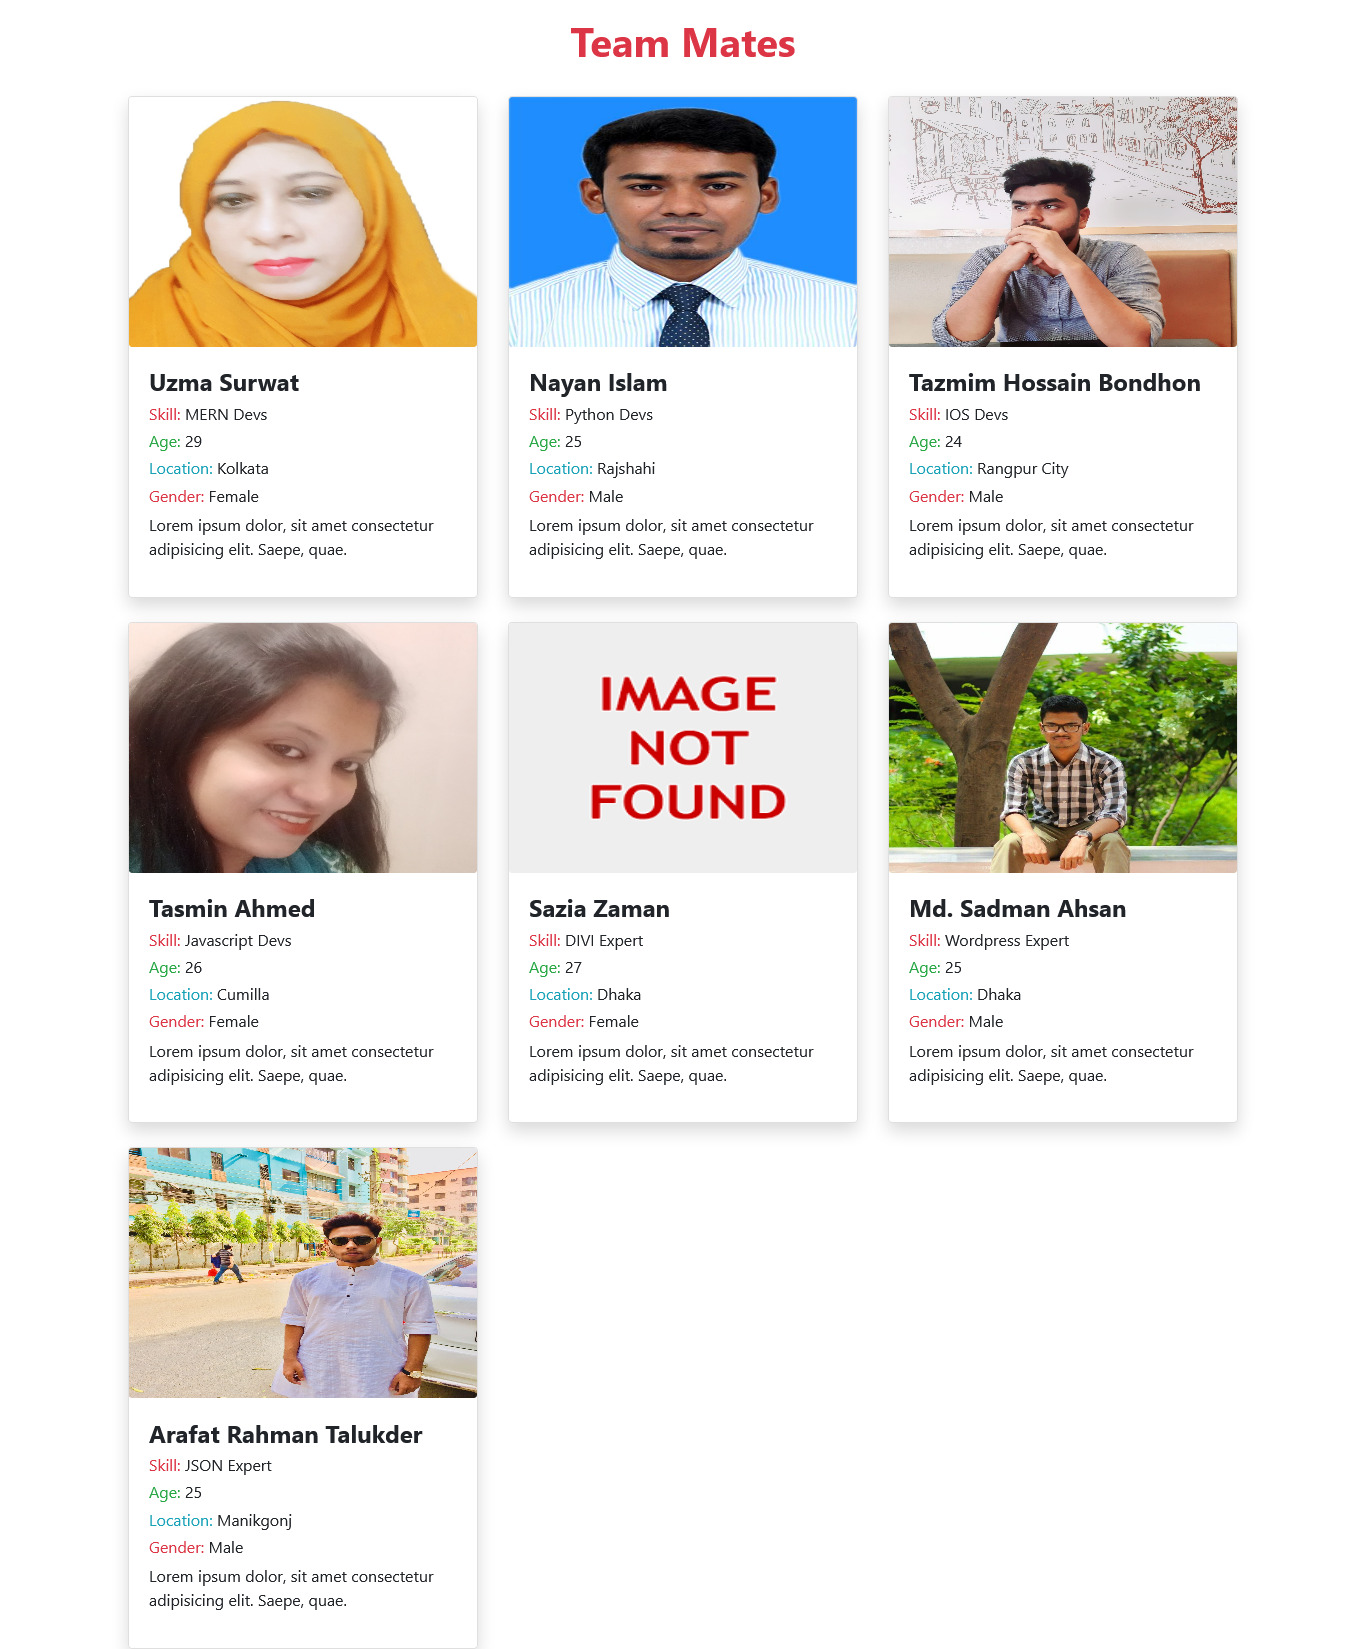 Team Mates
Uzma Surwat
Skill: MERN Devs
Age: 29
Location: Kolkata
Gender: Female
Lorem ipsum dolor, sit amet consectetur
adipisicing elit. Saepe, quae.
Nayan Islam
Skill: Python Devs
Age: 25
Location: Rajshahi
Gender: Male
Lorem ipsum dolor, sit amet consectetur
adipisicing elit. Saepe, quae.
Tazmim Hossain Bondhon
Skill: IOS Devs
Age: 24
Location: Rangpur City
Gender: Male
Lorem ipsum dolor, sit amet consectetur
adipisicing elit. Saepe, quae.
Tasmin Ahmed
Skill: Javascript Devs
Age: 26
Location: Cumilla
Gender: Female
Lorem ipsum dolor, sit amet consectetur
adipisicing elit. Saepe, quae.
IMAGE
NOT
FOUND
Sazia Zaman
Skill: DIVI Expert
Age: 27
Location: Dhaka
Gender: Female
Lorem ipsum dolor, sit amet consectetur
adipisicing elit. Saepe, quae.
Md. Sadman Ahsan
Skill: Wordpress Expert
Age: 25
Location: Dhaka
Gender: Male
Lorem ipsum dolor, sit amet consectetur
adipisicing elit. Saepe, quae.
Arafat Rahman Talukder
Skill: JSON Expert
Age: 25
Location: Manikgonj
Gender: Male
Lorem ipsum dolor, sit amet consectetur
adipisicing elit. Saepe, quae.